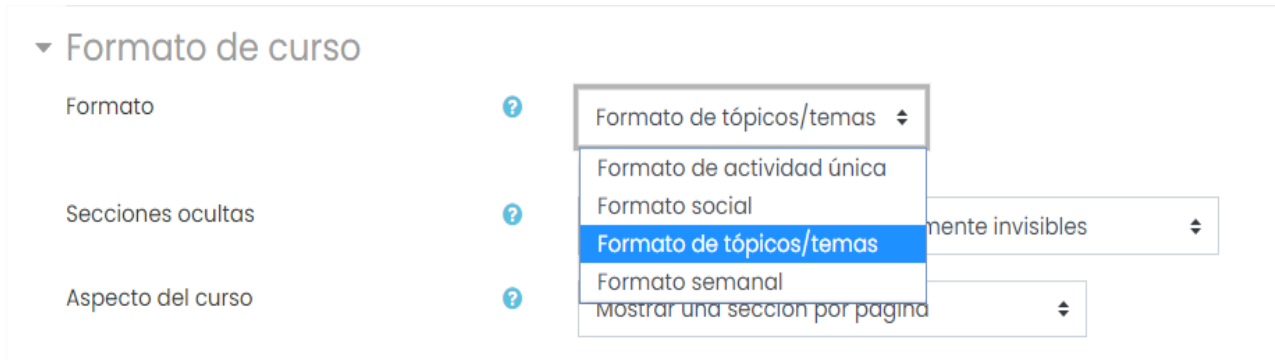 Formato de curso
Formato
Formato de tópicos/temas
Formato de actividad única
Formato social
Formato de tópicos/temas
Formato semanal
Secciones ocultas
mente invisibles
Aspecto del curso
Mostrar una sección por página